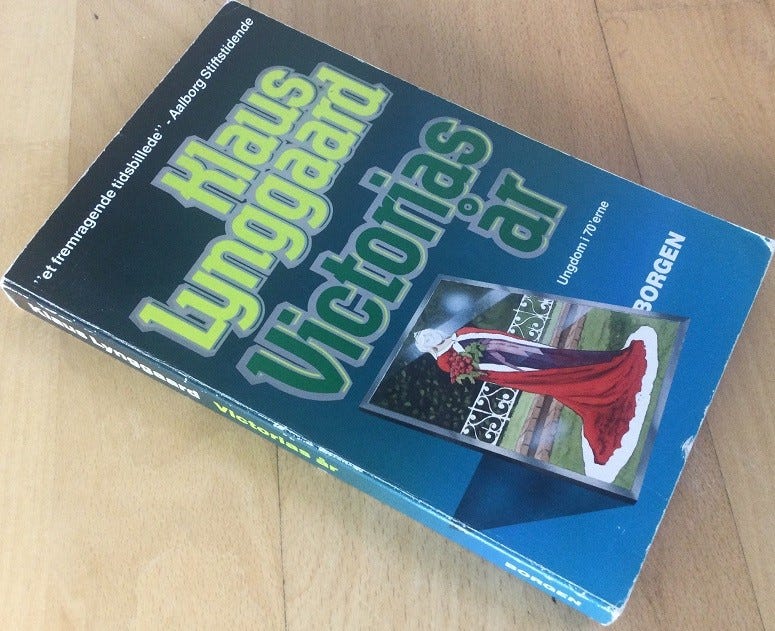 "et fremragende tidsbillede" - Aalborg Stiftstidende
Klaus
Lynggaard
Victorias
år
Ungdom i 70'erne
BORGEN
Klaus Lynggaard Victorias år
BORGEN